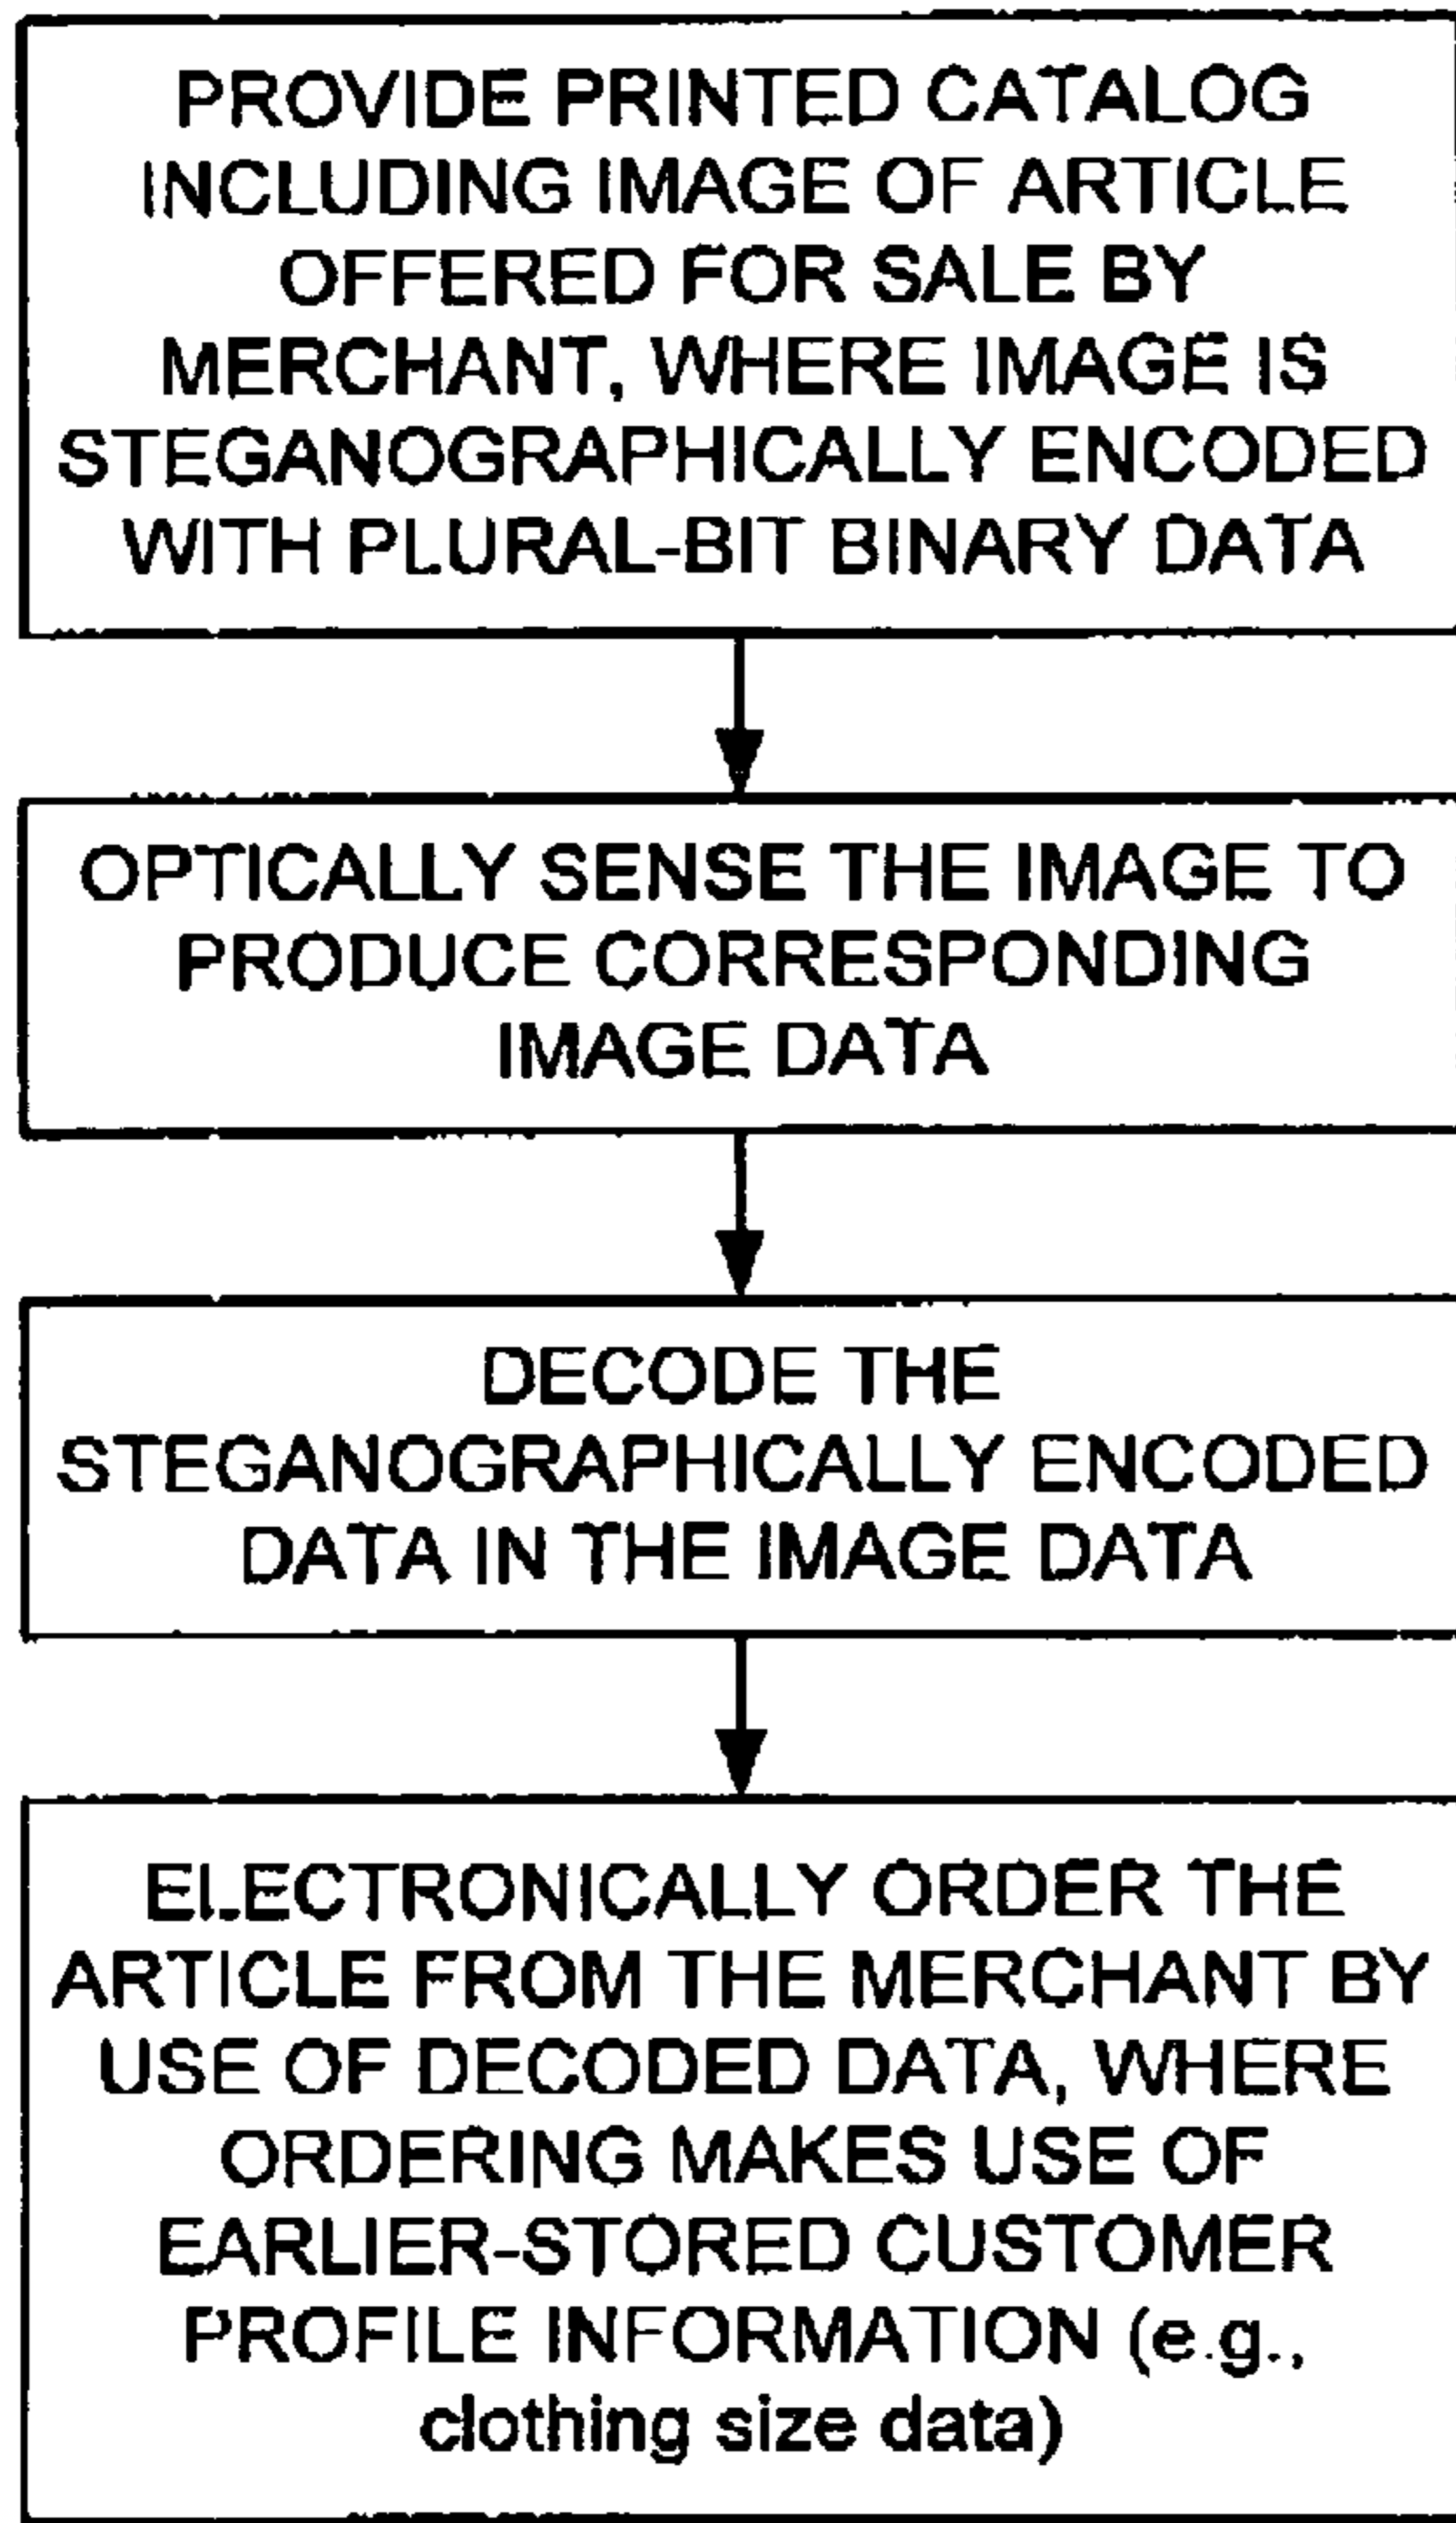 PROVIDE PRINTED CATALOG
INCLUDING IMAGE OF ARTICLE
OFFERED FOR SALE BY
MERCHANT, WHERE IMAGE IS
STEGANOGRAPHICALLY ENCODED
WITH PLURAL-BIT BINARY DATA
OPTICALLY SENSE THE IMAGE TO
PRODUCE CORRESPONDING
IMAGE DATA
DECODE THE
STEGANOGRAPHICALLY ENCODED
DATA IN THE IMAGE DATA
ELECTRONICALLY ORDER THE
ARTICLE FROM THE MERCHANT BY
USE OF DECODED DATA, WHERE
ORDERING MAKES USE OF
EARLIER-STORED CUSTOMER
PROFILE INFORMATION (e.g.,
clothing size data)